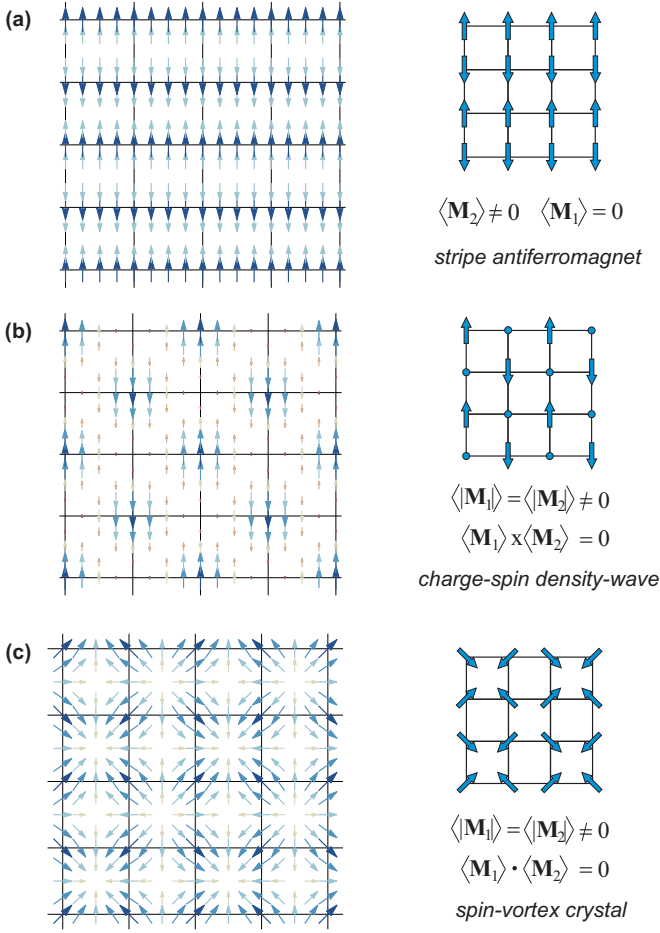 (a)
⟨M₂⟩ ≠ 0 ⟨M₁⟩ = 0
stripe antiferromagnet
(b)
⟨|M₁|⟩ = ⟨|M₂|⟩ ≠ 0
⟨M₁⟩ x ⟨M₂⟩ = 0
charge-spin density-wave
(c)
⟨|M₁|⟩ = ⟨|M₂|⟩ ≠ 0
⟨M₁⟩ · ⟨M₂⟩ = 0
spin-vortex crystal